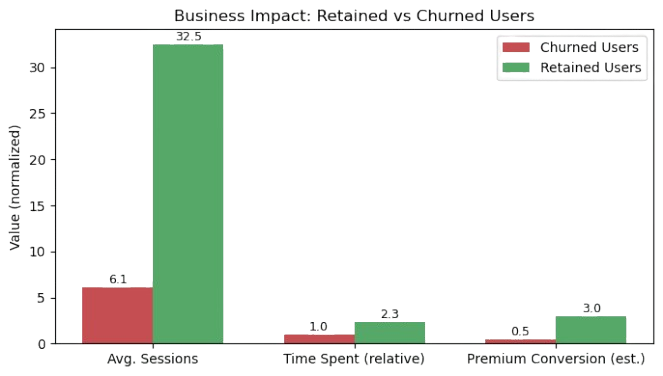 Business Impact: Retained vs Churned Users
Churned Users
Retained Users
Value (normalized)
30
25
20
15
10
5
0
6.1
32.5
1.0
2.3
0.5
3.0
Avg. Sessions
Time Spent (relative)
Premium Conversion (est.)